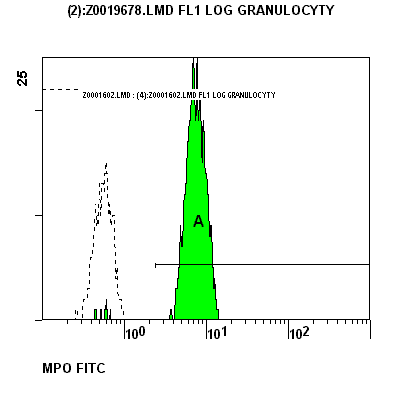 (2):Z0019678.LMD FL1 LOG GRANULOCYTY
25
Z0001602.LMD : (4):Z0001602.LMD FL1 LOG GRANULOCYTY
A
10⁰ 10¹ 10²
MPO FITC